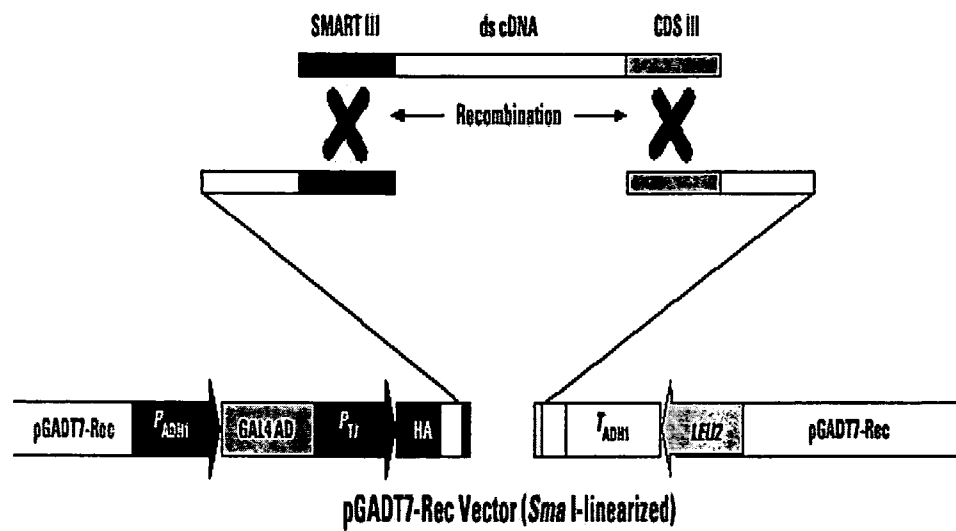 SMART III ds cDNA CDS III
Recombination
pGADT7-Rec PADH1 GAL4 AD PT7 HA TADH1 LEU2 pGADT7-Rec
pGADT7-Rec Vector (Sma I-linearized)